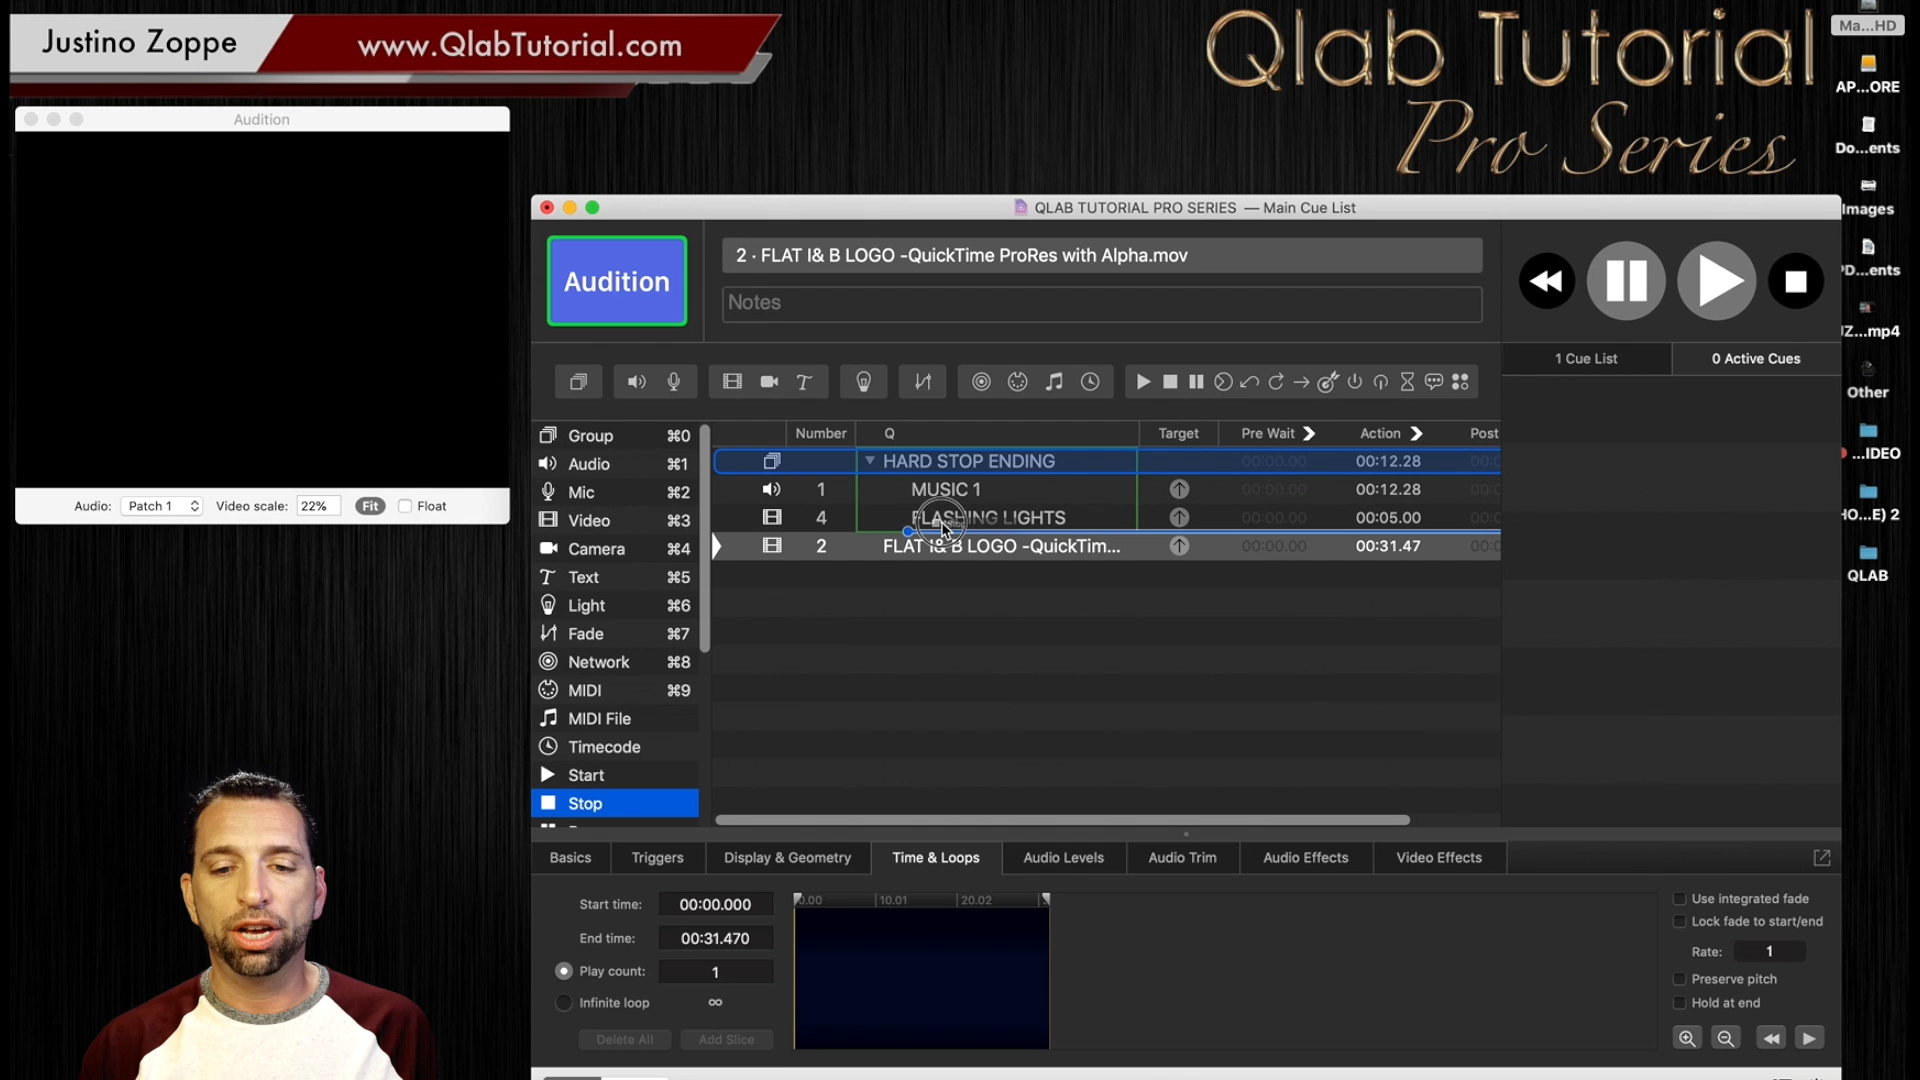 Justino Zoppe
www.QlabTutorial.com
Qlab Tutorial
Pro Series
Ma...HD
AP...ORE
Do...ents
Images
PD...ents
IZ...mp4
Other
...IDEO
HO...E) 2
QLAB
Audition
Audio: Patch 1 Video scale: 22% Fit Float
QLAB TUTORIAL PRO SERIES — Main Cue List
Audition
2 · FLAT I& B LOGO -QuickTime ProRes with Alpha.mov
Notes
1 Cue List 0 Active Cues
Group ⌘0
Audio ⌘1
Mic ⌘2
Video ⌘3
Camera ⌘4
Text ⌘5
Light ⌘6
Fade ⌘7
Network ⌘8
MIDI ⌘9
MIDI File
Timecode
Start
Stop
Number Q Target Pre Wait Action Post
HARD STOP ENDING 00:00.00 00:12.28
1 MUSIC 1 00:00.00 00:12.28
4 FLASHING LIGHTS 00:00.00 00:05.00
2 FLAT I& B LOGO -QuickTim... 00:00.00 00:31.47
Basics Triggers Display & Geometry Time & Loops Audio Levels Audio Trim Audio Effects Video Effects
Start time: 00:00.000
End time: 00:31.470
Play count: 1
Infinite loop ∞
Delete All Add Slice
0.00 10.01 20.02
Use integrated fade
Lock fade to start/end
Rate: 1
Preserve pitch
Hold at end